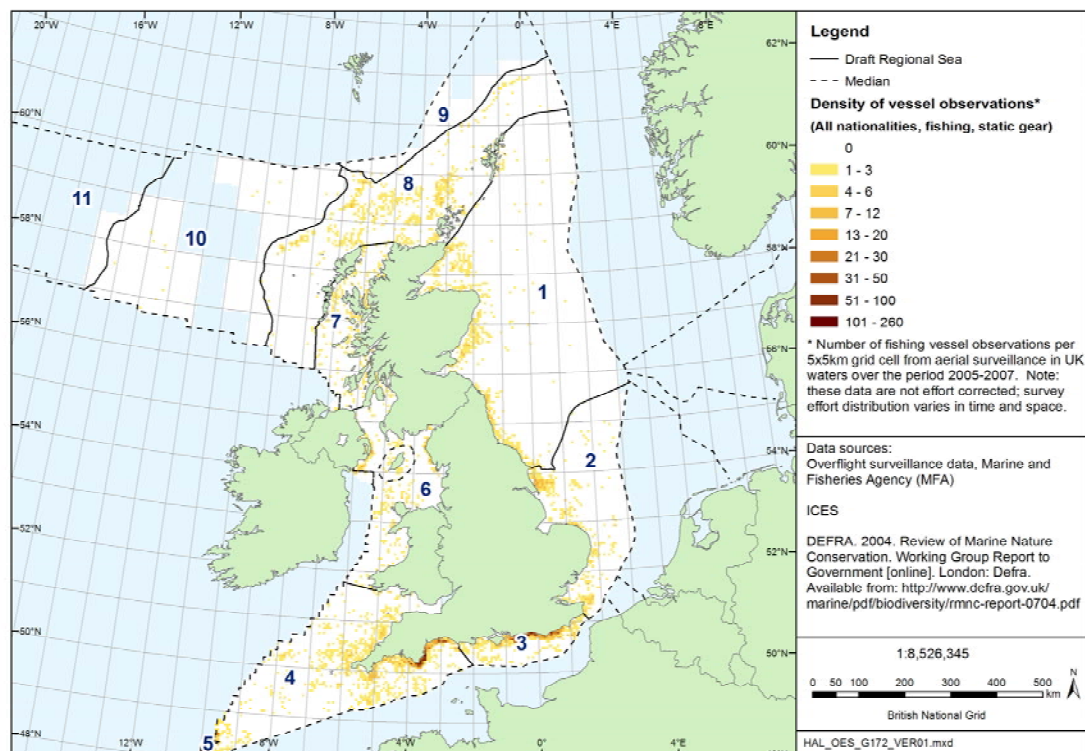 20°W
16°W
12°W
8°W
4°W
0°
4°E
8°E
62°N
60°N
60°N
58°N
58°N
56°N
56°N
54°N
54°N
52°N
52°N
50°N
50°N
48°N
12°W
8°W
4°W
0°
4°E
9
8
11
10
1
7
2
6
3
4
5
Legend
Draft Regional Sea
Median
Density of vessel observations*
(All nationalities, fishing, static gear)
0
1 - 3
4 - 6
7 - 12
13 - 20
21 - 30
31 - 50
51 - 100
101 - 260
* Number of fishing vessel observations per
5x5km grid cell from aerial surveillance in UK
waters over the period 2005-2007. Note:
these data are not effort corrected; survey
effort distribution varies in time and space.
Data sources:
Overflight surveillance data, Marine and
Fisheries Agency (MFA)
ICES
DEFRA. 2004. Review of Marine Nature
Conservation. Working Group Report to
Government [online]. London: Defra.
Available from: http://www.defra.gov.uk/
marine/pdf/biodiversity/rmnc-report-0704.pdf
1:8,526,345
0 50 100 200 300 400 500
km
N
British National Grid
HAL_OES_G172_VER01.mxd